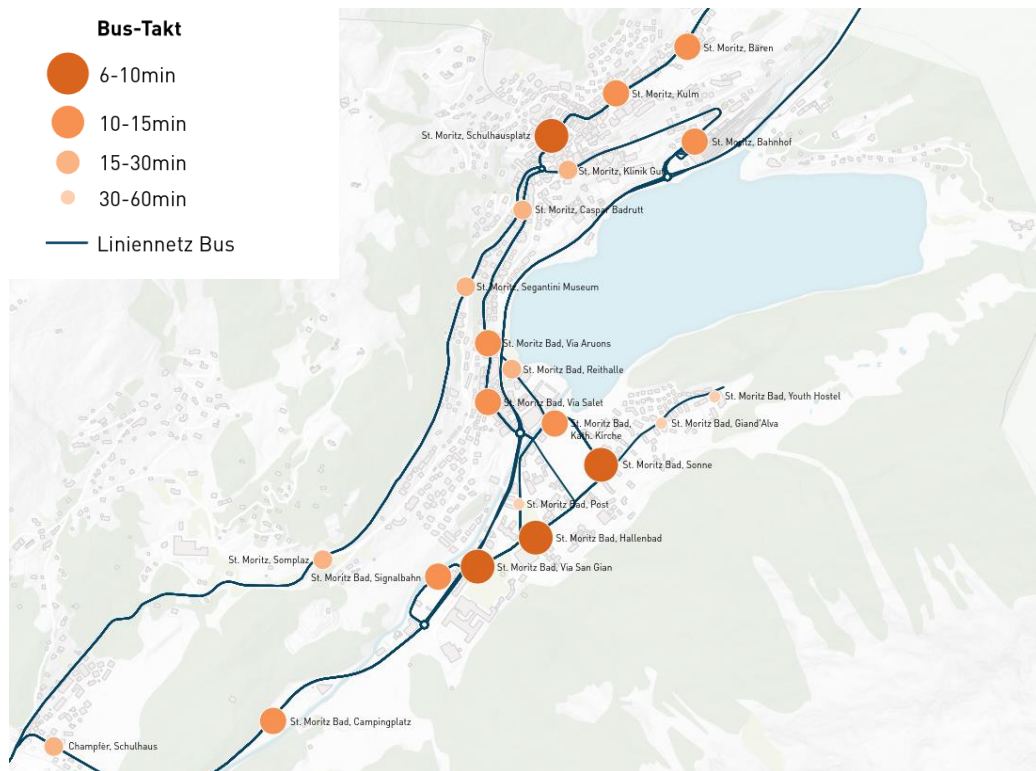 Bus-Takt
6-10min
10-15min
15-30min
30-60min
Liniennetz Bus
St. Moritz, Bären
St. Moritz, Kulm
St. Moritz, Schulhausplatz
St. Moritz, Bahnhof
St. Moritz, Klinik Gut
St. Moritz, Caspar Badrutt
St. Moritz, Segantini Museum
St. Moritz Bad, Via Aruons
St. Moritz Bad, Reithalle
St. Moritz Bad, Youth Hostel
St. Moritz Bad, Via Salet
St. Moritz Bad, Giand'Alva
St. Moritz Bad,
Kath. Kirche
St. Moritz Bad, Sonne
St. Moritz Bad, Post
St. Moritz Bad, Hallenbad
St. Moritz, Somplaz
St. Moritz Bad, Via San Gian
St. Moritz Bad, Signalbahn
St. Moritz Bad, Campingplatz
Champfèr, Schulhaus